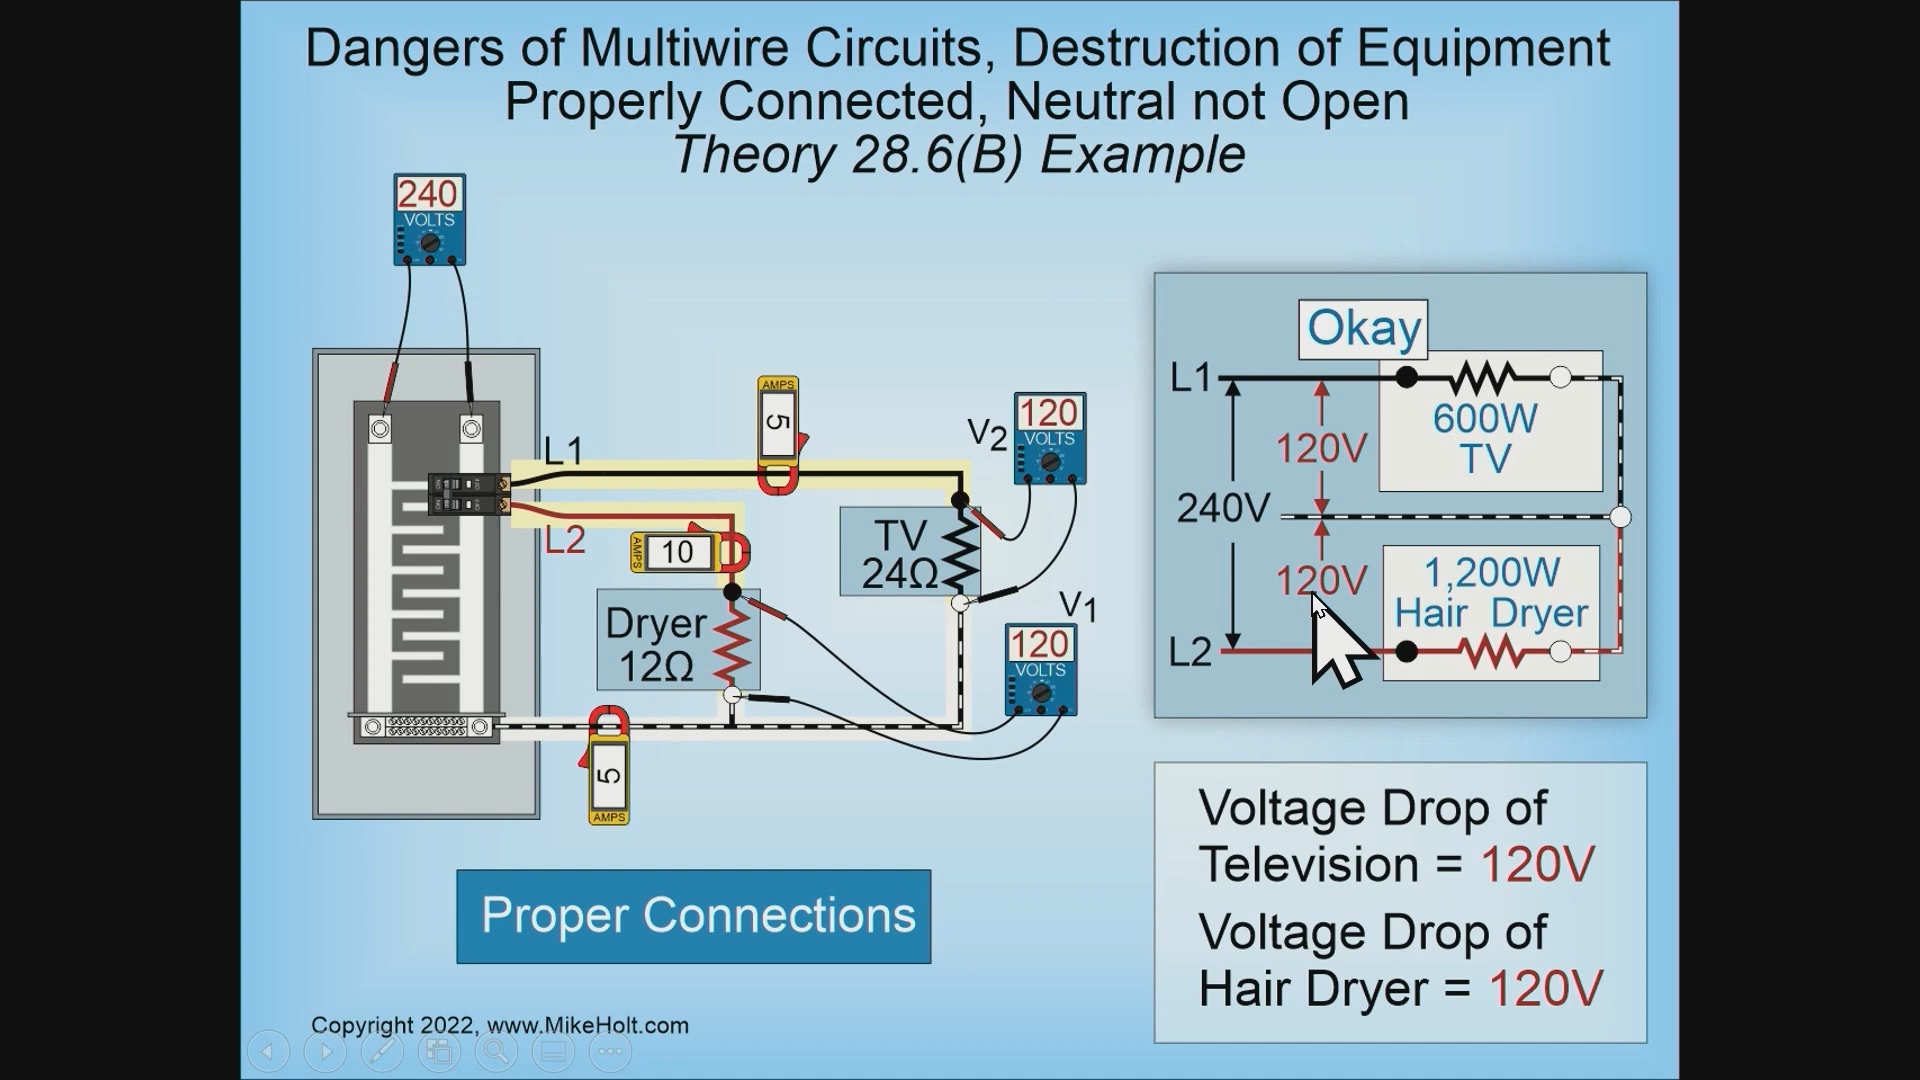 Dangers of Multiwire Circuits, Destruction of Equipment
Properly Connected, Neutral not Open
Theory 28.6(B) Example
240
VOLTS
L1
L2
AMPS
5
AMPS
10
V2
120
VOLTS
TV
24Ω
Dryer
12Ω
V1
120
VOLTS
5
AMPS
Okay
L1
600W
TV
120V
240V
120V
1,200W
Hair Dryer
L2
Proper Connections
Voltage Drop of
Television = 120V
Voltage Drop of
Hair Dryer = 120V
Copyright 2022, www.MikeHolt.com